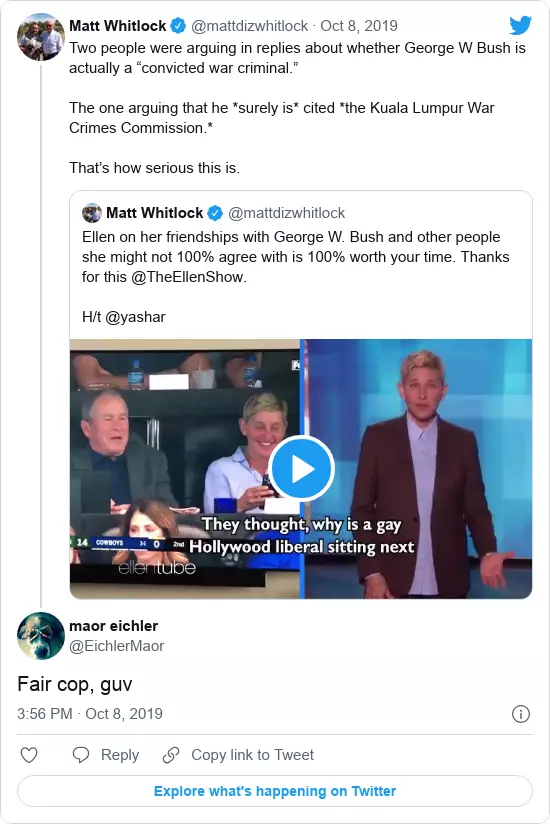 Matt Whitlock @mattdizwhitlock · Oct 8, 2019
Two people were arguing in replies about whether George W Bush is
actually a “convicted war criminal.”
The one arguing that he *surely is* cited *the Kuala Lumpur War
Crimes Commission.*
That’s how serious this is.
Matt Whitlock @mattdizwhitlock
Ellen on her friendships with George W. Bush and other people
she might not 100% agree with is 100% worth your time. Thanks
for this @TheEllenShow.
H/t @yashar
They thought, why is a gay
14 COWBOYS 0 2nd Hollywood liberal sitting next
ellentube
maor eichler
@EichlerMaor
Fair cop, guv
3:56 PM · Oct 8, 2019
Reply Copy link to Tweet
Explore what's happening on Twitter